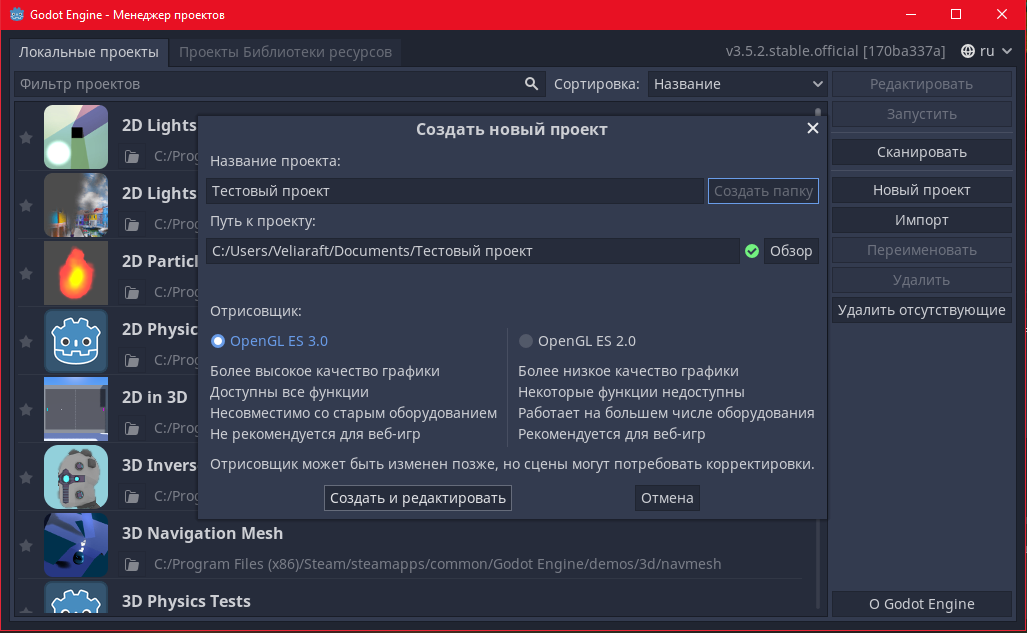 Godot Engine - Менеджер проектов
Локальные проекты
Проекты Библиотеки ресурсов
v3.5.2.stable.official [170ba337a]
ru
Фильтр проектов
Сортировка:
Название
Редактировать
Запустить
Сканировать
Новый проект
Импорт
Переименовать
Удалить
Удалить отсутствующие
О Godot Engine
2D Lights
C:/Prog
2D Lights
C:/Prog
2D Particl
C:/Prog
2D Physic
C:/Prog
2D in 3D
C:/Prog
3D Invers
C:/Prog
3D Navigation Mesh
C:/Program Files (x86)/Steam/steamapps/common/Godot Engine/demos/3d/navmesh
3D Physics Tests
Создать новый проект
Название проекта:
Тестовый проект
Создать папку
Путь к проекту:
C:/Users/Veliaraft/Documents/Тестовый проект
Обзор
Отрисовщик:
OpenGL ES 3.0
Более высокое качество графики
Доступны все функции
Несовместимо со старым оборудованием
Не рекомендуется для веб-игр
OpenGL ES 2.0
Более низкое качество графики
Некоторые функции недоступны
Работает на большем числе оборудования
Рекомендуется для веб-игр
Отрисовщик может быть изменен позже, но сцены могут потребовать корректировки.
Создать и редактировать
Отмена